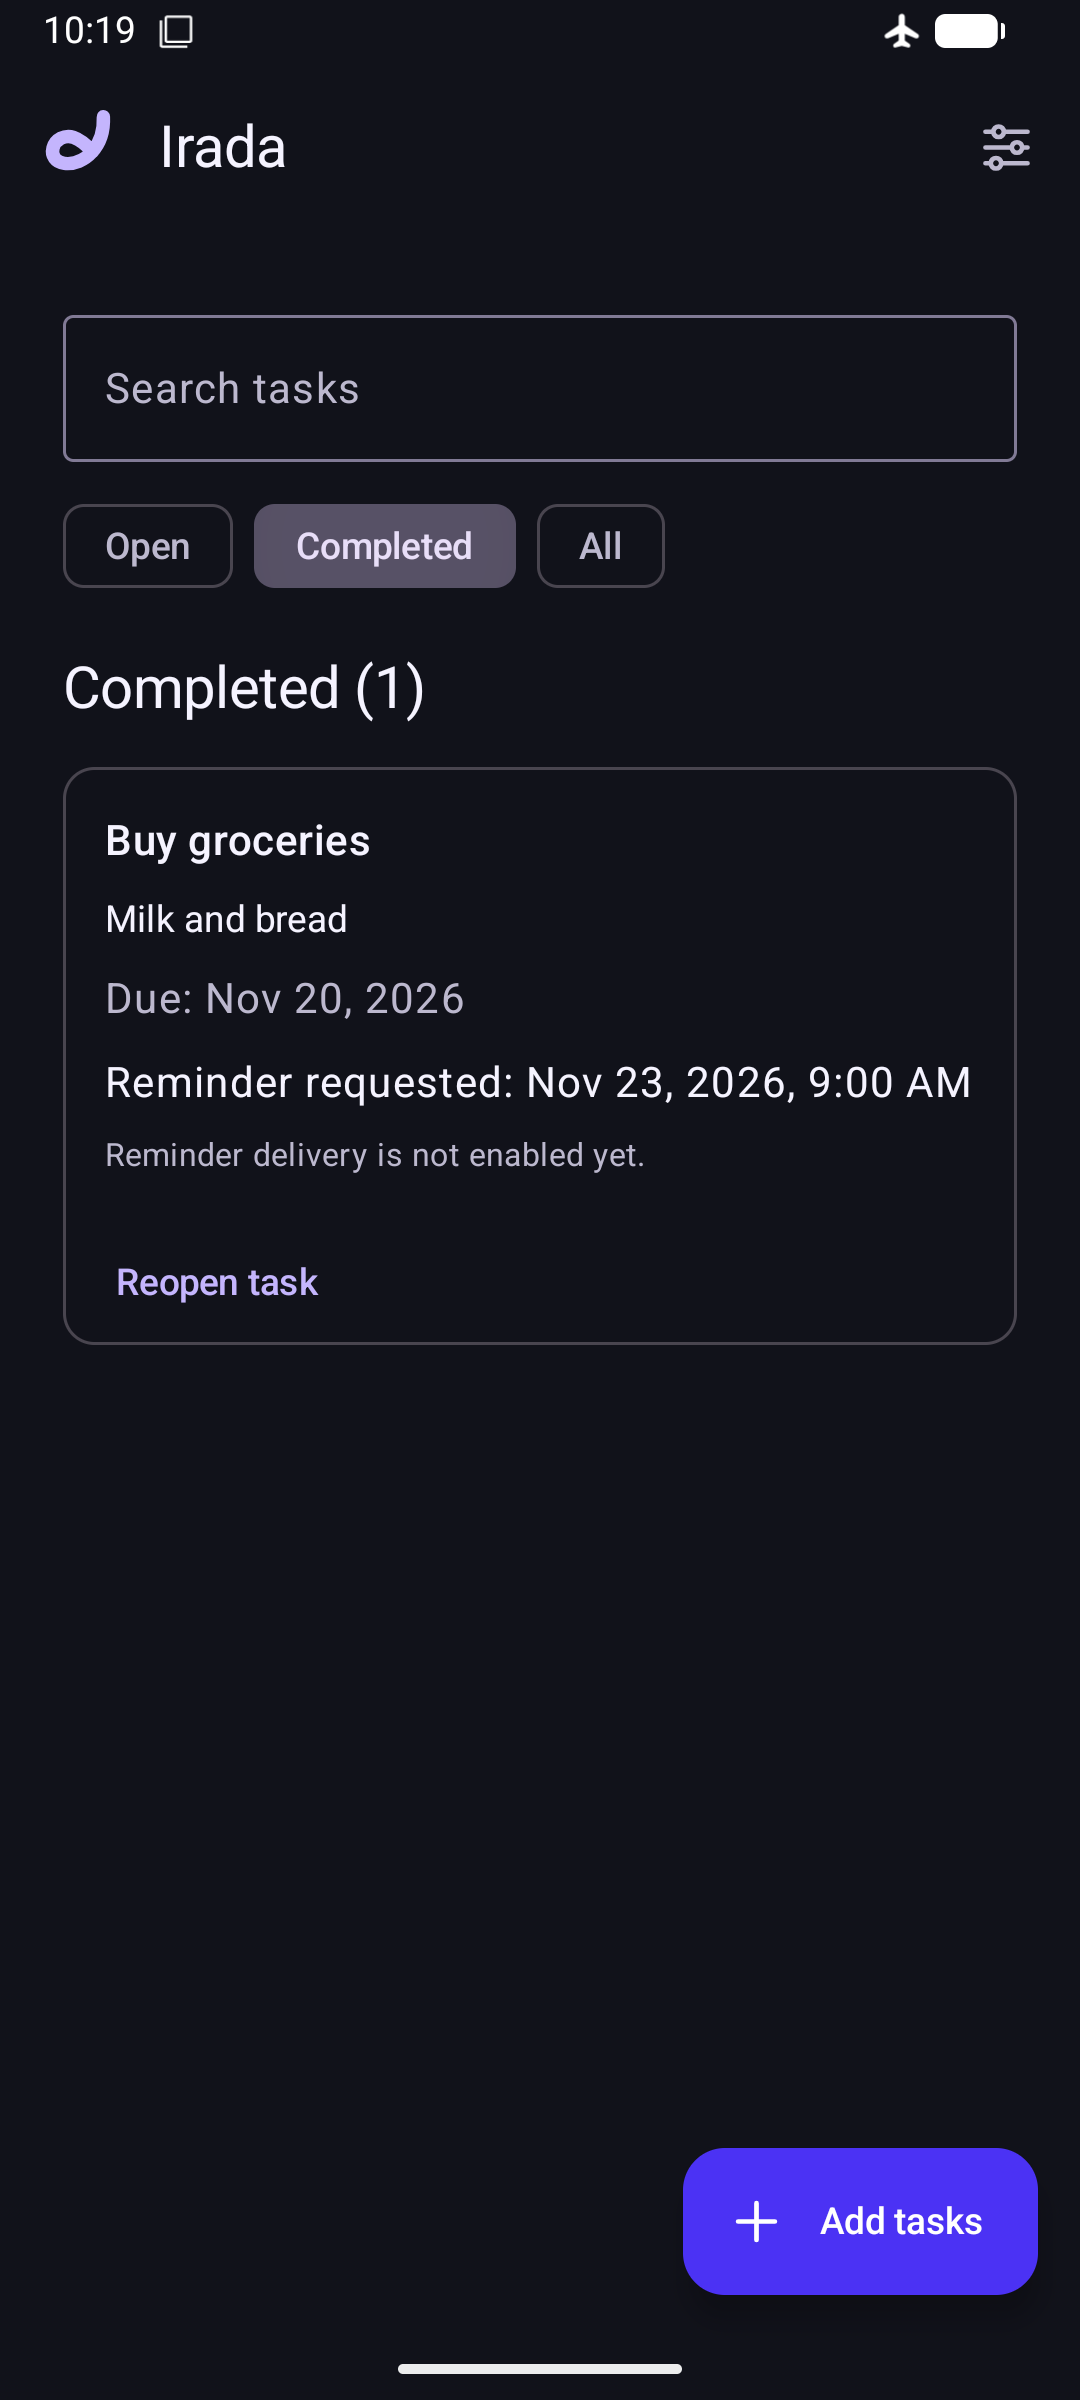 10:19
Irada
Search tasks
Open
Completed
All
Completed (1)
Buy groceries
Milk and bread
Due: Nov 20, 2026
Reminder requested: Nov 23, 2026, 9:00 AM
Reminder delivery is not enabled yet.
Reopen task
Add tasks